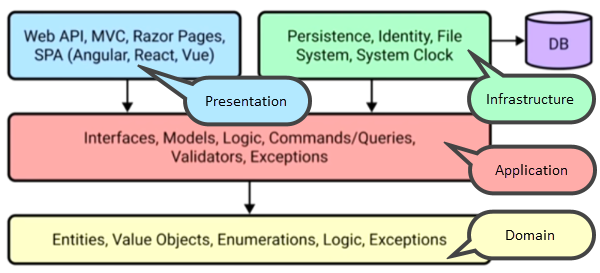 Web API, MVC, Razor Pages,
SPA (Angular, React, Vue)
Presentation
Persistence, Identity, File
System, System Clock
DB
Infrastructure
Interfaces, Models, Logic, Commands/Queries,
Validators, Exceptions
Application
Entities, Value Objects, Enumerations, Logic, Exceptions
Domain